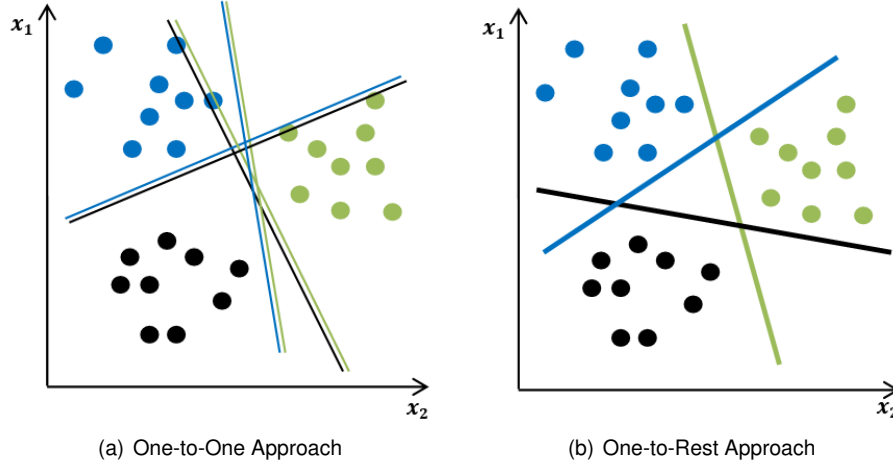 x1
x2
(a) One-to-One Approach
x1
x2
(b) One-to-Rest Approach